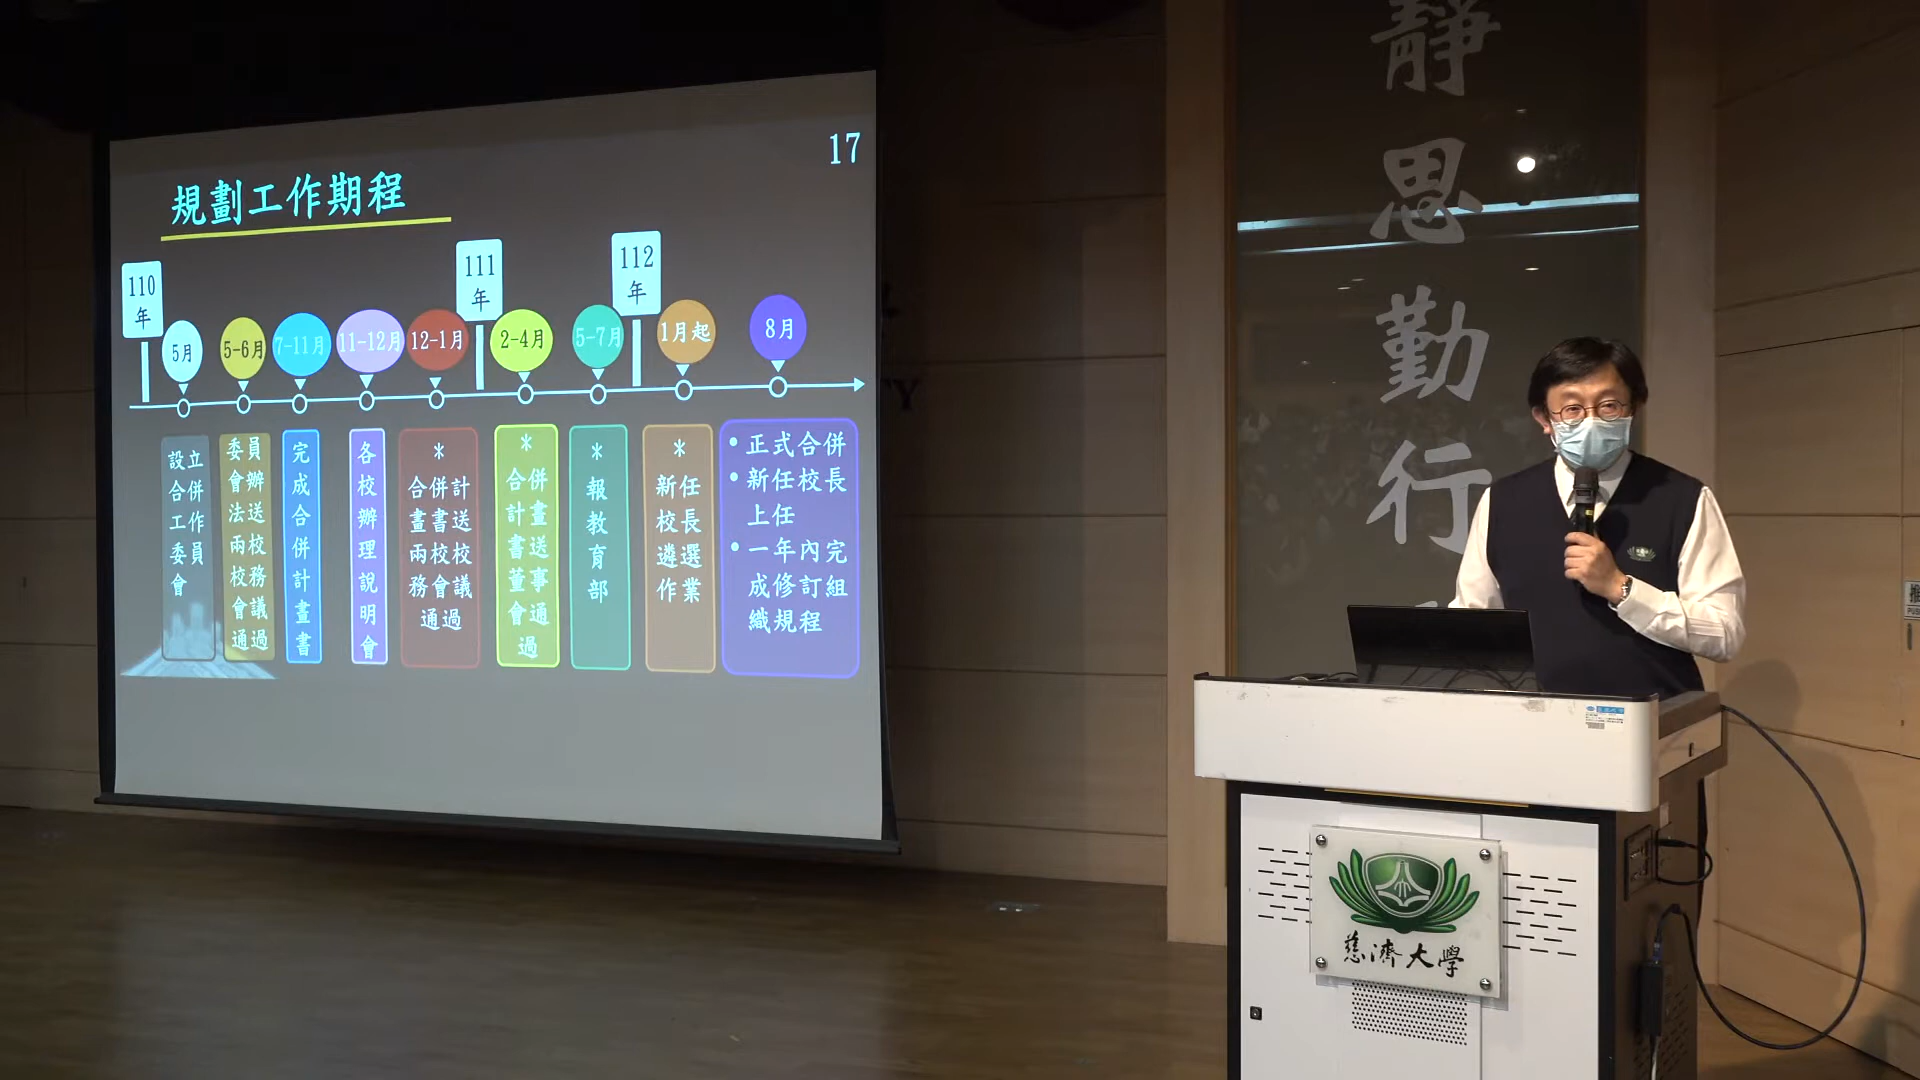 17
規劃工作期程
110
年
111
年
112
年
5月
5-6月
7-11月
11-12月
12-1月
2-4月
5-7月
1月起
8月
設立
合併
工作
委員
會
委員
會辦
法送
兩校
校務
會議
通過
完成合併計畫書
各校辦理說明會
*
合併計
畫書送
兩校校
務會議
通過
*
合併
計畫
書送
董事
會通
過
*
報教育部
*
新任
校長
遴選
作業
• 正式合併
• 新任校長
上任
• 一年內完
成修訂組
織規程
靜思勤行
慈濟大學